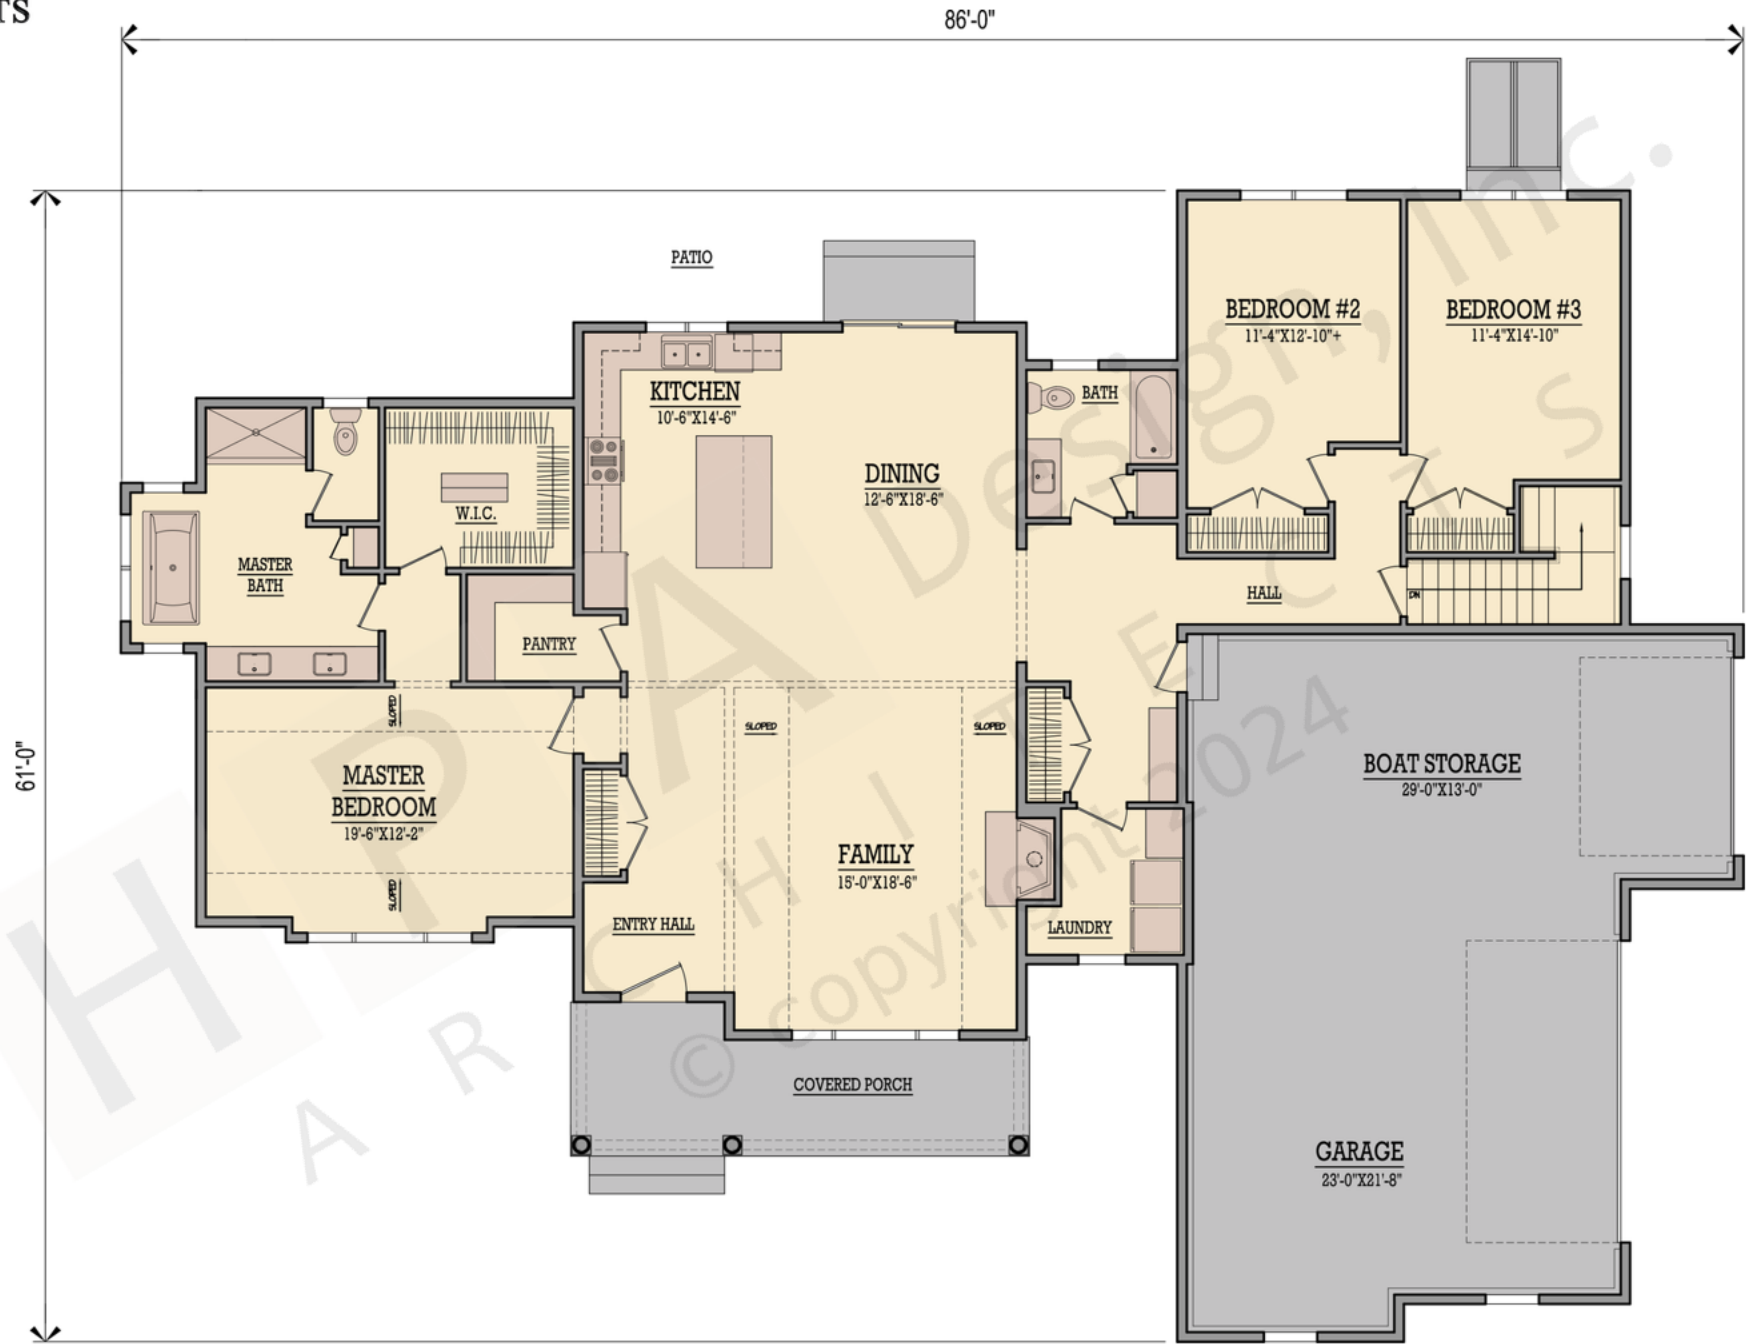 TS
86'-0"
PATIO
BEDROOM #2
11'-4"X12'-10"+
BEDROOM #3
11'-4"X14'-10"
KITCHEN
10'-6"X14'-6"
BATH
DINING
12'-6"X18'-6"
W.I.C.
MASTER
BATH
HALL
DN
PANTRY
SLOPED
SLOPED
SLOPED
61'-0"
MASTER
BEDROOM
19'-6"X12'-2"
BOAT STORAGE
29'-0"X13'-0"
FAMILY
15'-0"X18'-6"
SLOPED
ENTRY HALL
LAUNDRY
COVERED PORCH
GARAGE
23'-0"X21'-8"
HPA Design, Inc.
ARCHITECTS
© copyright 2024